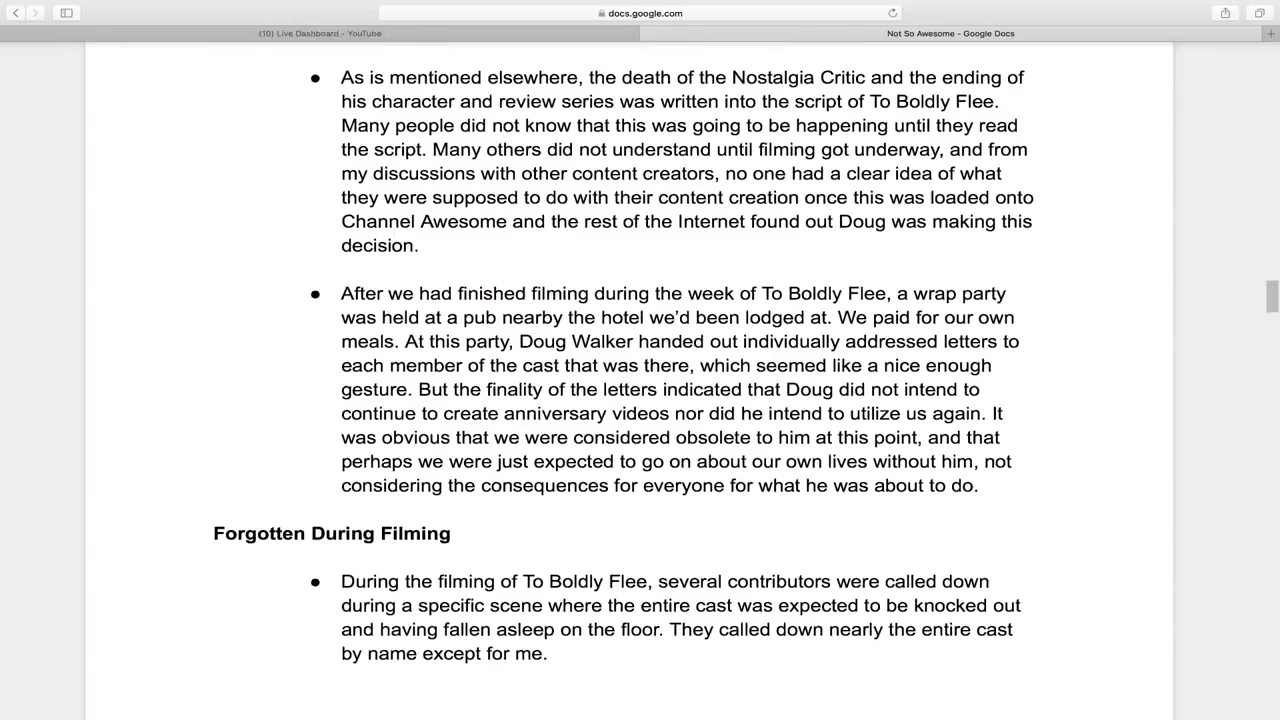 docs.google.com
(10) Live Dashboard - YouTube
Not So Awesome - Google Docs
● As is mentioned elsewhere, the death of the Nostalgia Critic and the ending of
his character and review series was written into the script of To Boldly Flee.
Many people did not know that this was going to be happening until they read
the script. Many others did not understand until filming got underway, and from
my discussions with other content creators, no one had a clear idea of what
they were supposed to do with their content creation once this was loaded onto
Channel Awesome and the rest of the Internet found out Doug was making this
decision.
● After we had finished filming during the week of To Boldly Flee, a wrap party
was held at a pub nearby the hotel we'd been lodged at. We paid for our own
meals. At this party, Doug Walker handed out individually addressed letters to
each member of the cast that was there, which seemed like a nice enough
gesture. But the finality of the letters indicated that Doug did not intend to
continue to create anniversary videos nor did he intend to utilize us again. It
was obvious that we were considered obsolete to him at this point, and that
perhaps we were just expected to go on about our own lives without him, not
considering the consequences for everyone for what he was about to do.
Forgotten During Filming
● During the filming of To Boldly Flee, several contributors were called down
during a specific scene where the entire cast was expected to be knocked out
and having fallen asleep on the floor. They called down nearly the entire cast
by name except for me.